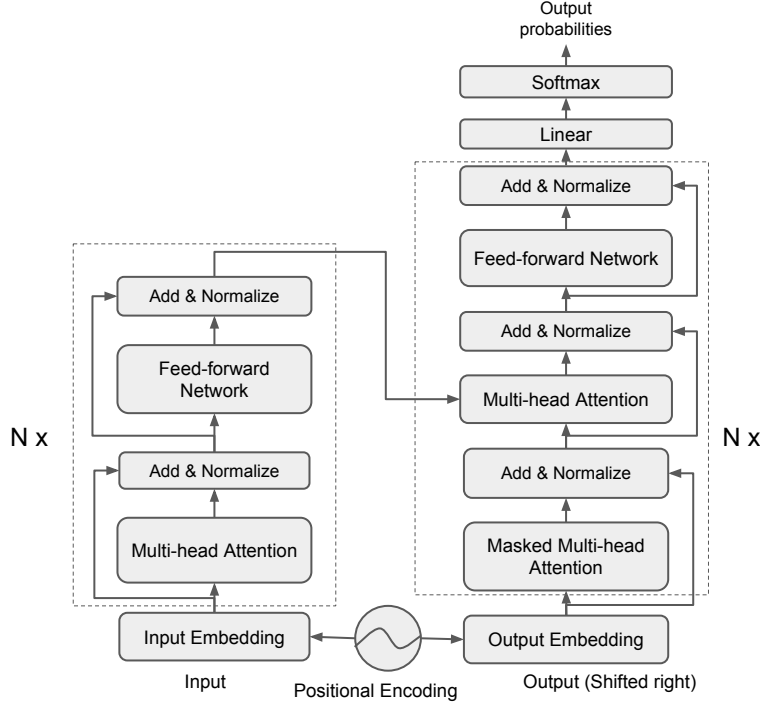 Output
probabilities
Softmax
Linear
Add & Normalize
Feed-forward Network
Add & Normalize
Multi-head Attention
Add & Normalize
Masked Multi-head
Attention
Output Embedding
Output (Shifted right)
N x
Add & Normalize
Feed-forward
Network
Add & Normalize
Multi-head Attention
Input Embedding
Input
N x
Positional Encoding